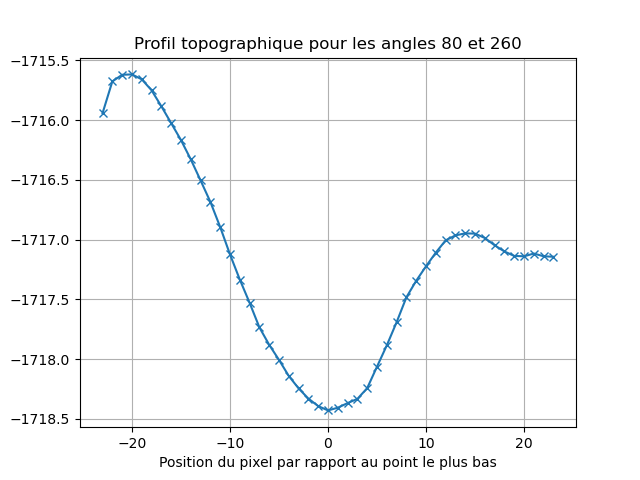 Profil topographique pour les angles 80 et 260
−1715.5
−1716.0
−1716.5
−1717.0
−1717.5
−1718.0
−1718.5
−20 −10 0 10 20
Position du pixel par rapport au point le plus bas